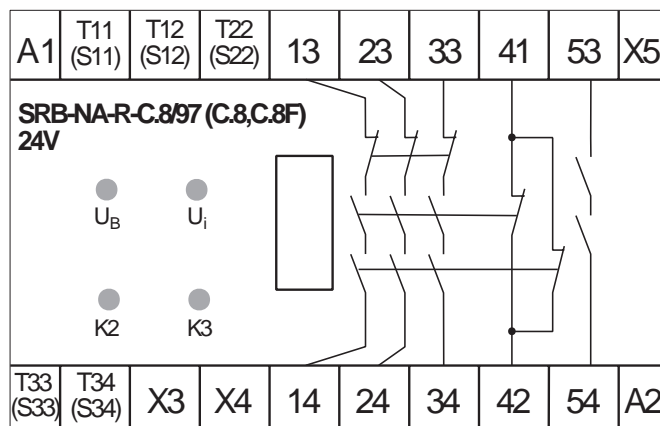 A1 T11 (S11) T12 (S12) T22 (S22) 13 23 33 41 53 X5
SRB-NA-R-C.8/97 (C.8,C.8F)
24V
UB Ui
K2 K3
T33 (S33) T34 (S34) X3 X4 14 24 34 42 54 A2